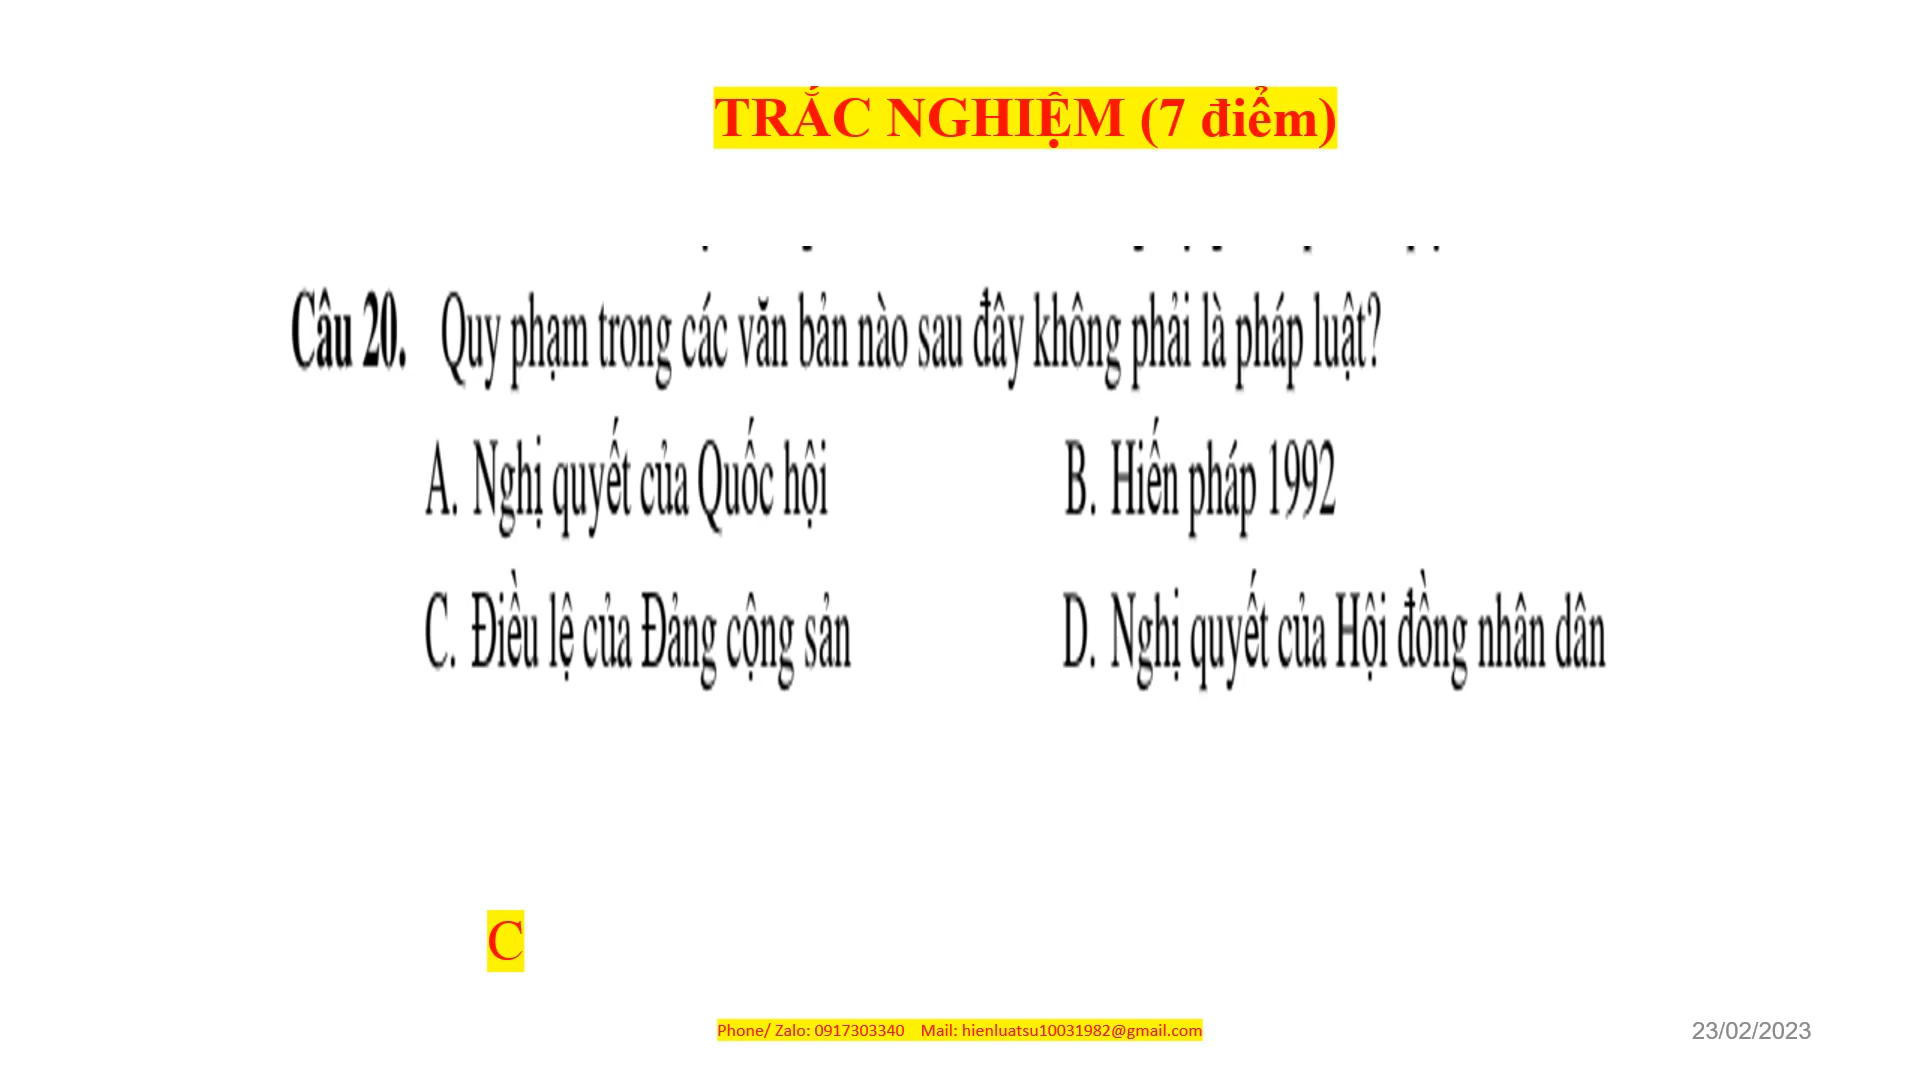 TRẮC NGHIỆM (7 điểm)
Câu 20. Quy phạm trong các văn bản nào sau đây không phải là pháp luật?
A. Nghị quyết của Quốc hội B. Hiến pháp 1992
C. Điều lệ của Đảng cộng sản D. Nghị quyết của Hội đồng nhân dân
C
Phone/ Zalo: 0917303340 Mail: hienluatsu10031982@gmail.com
23/02/2023